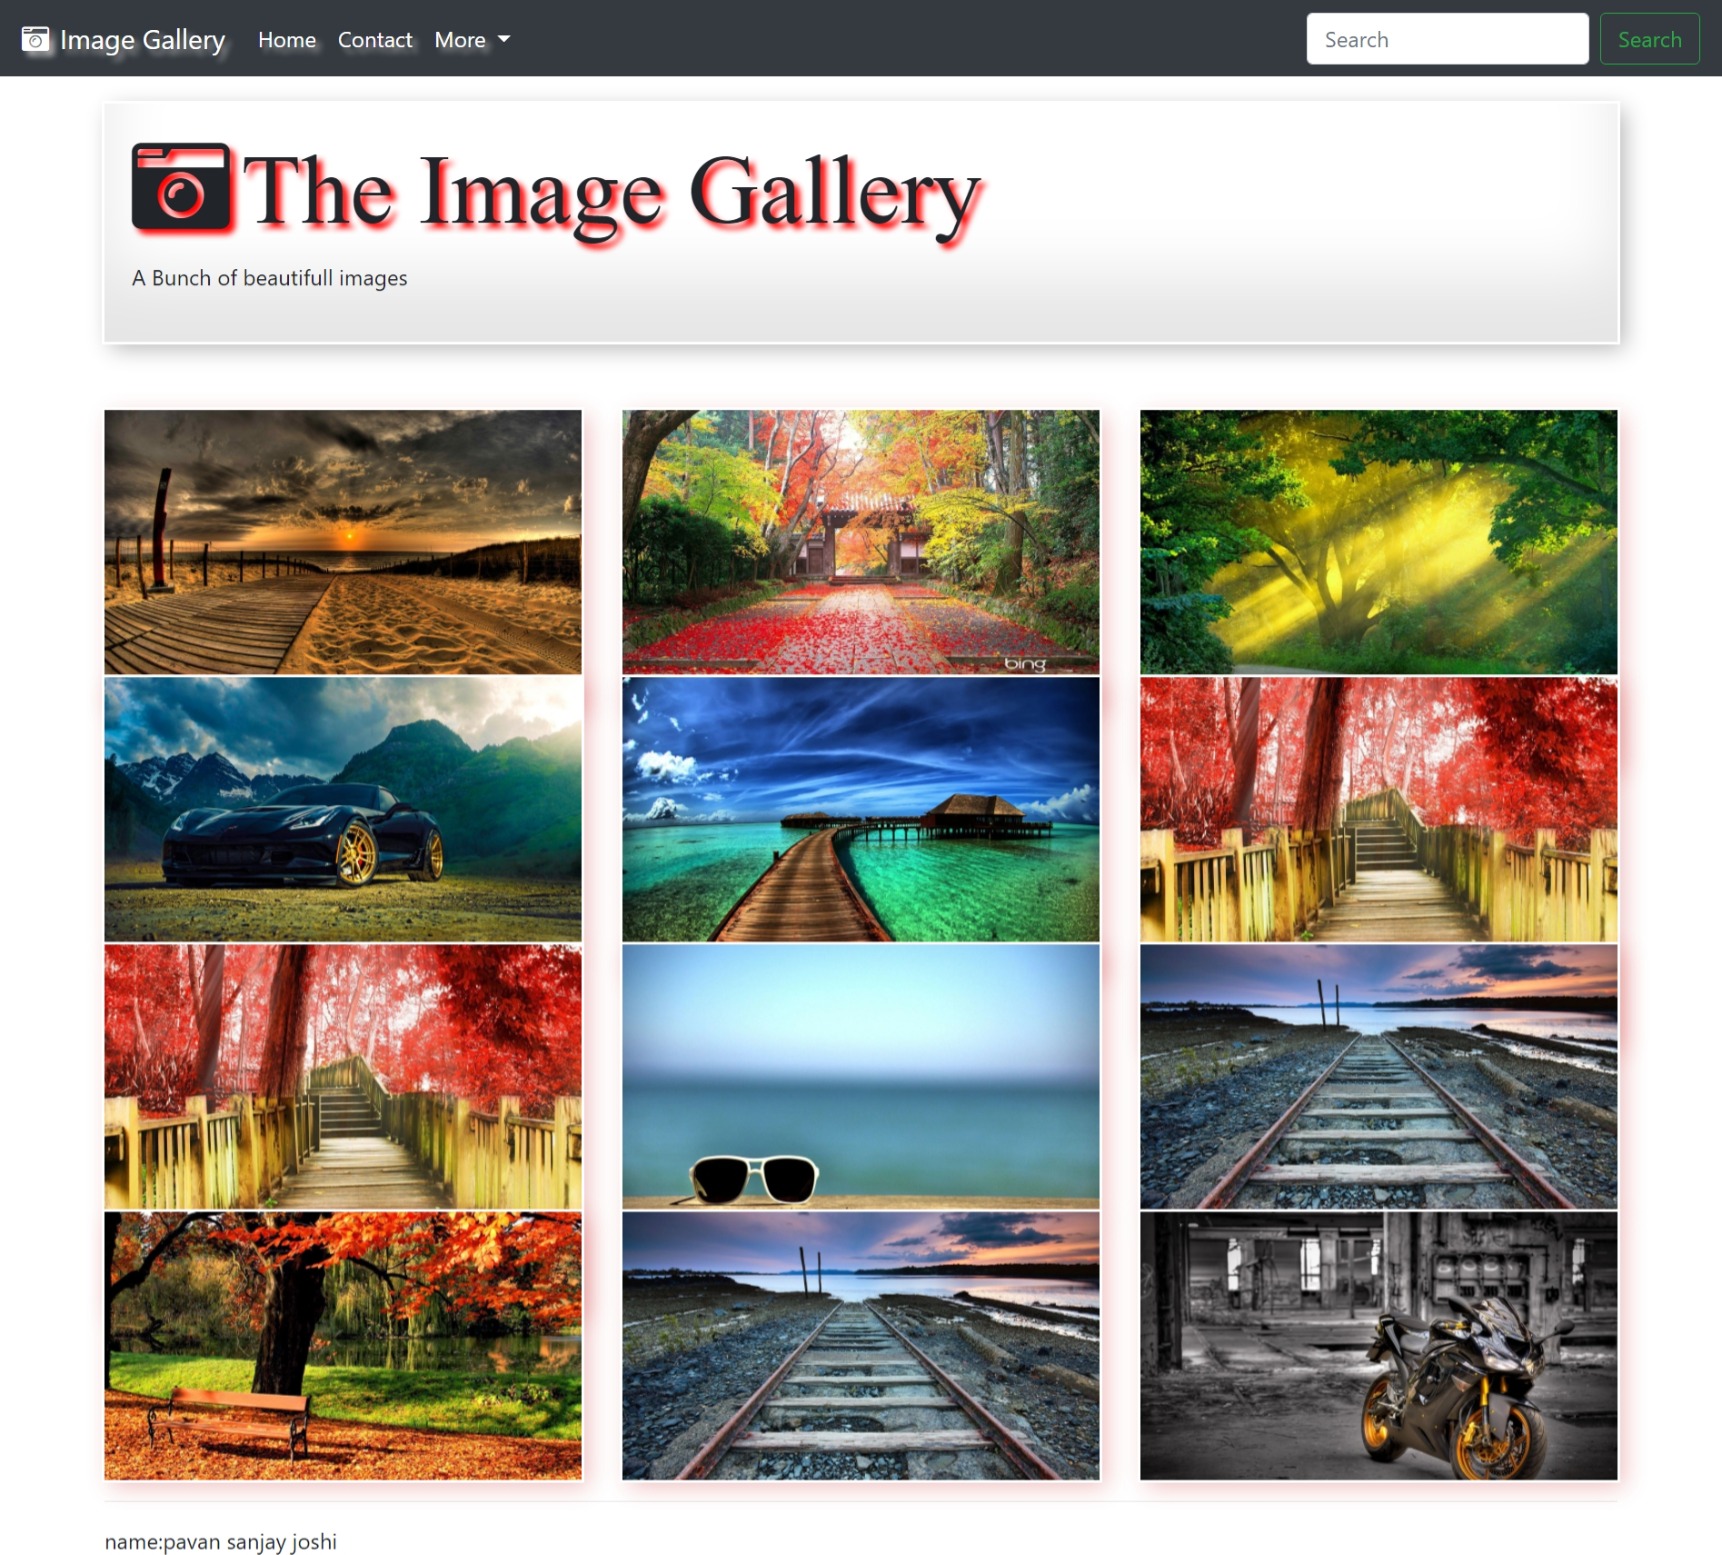 Image Gallery Home Contact More Search Search
The Image Gallery
A Bunch of beautifull images
bing
name:pavan sanjay joshi